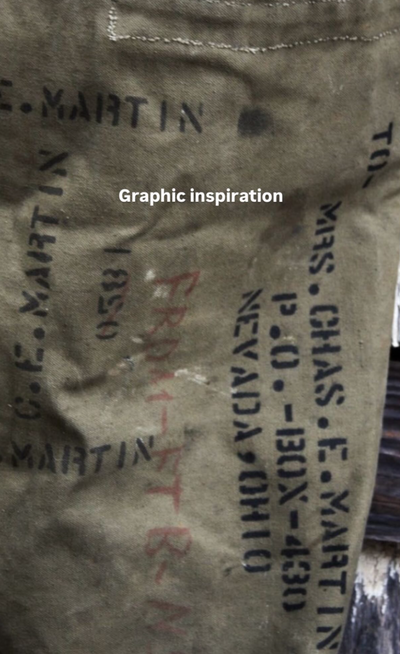 E.MARTIN
Graphic inspiration
C.E.MARTIN
0581
.MARTIN
FROM-FT
TO.
MRS.CHAS.E.MARTIN
P.O.-BOX-430
NEVADA,OHIO